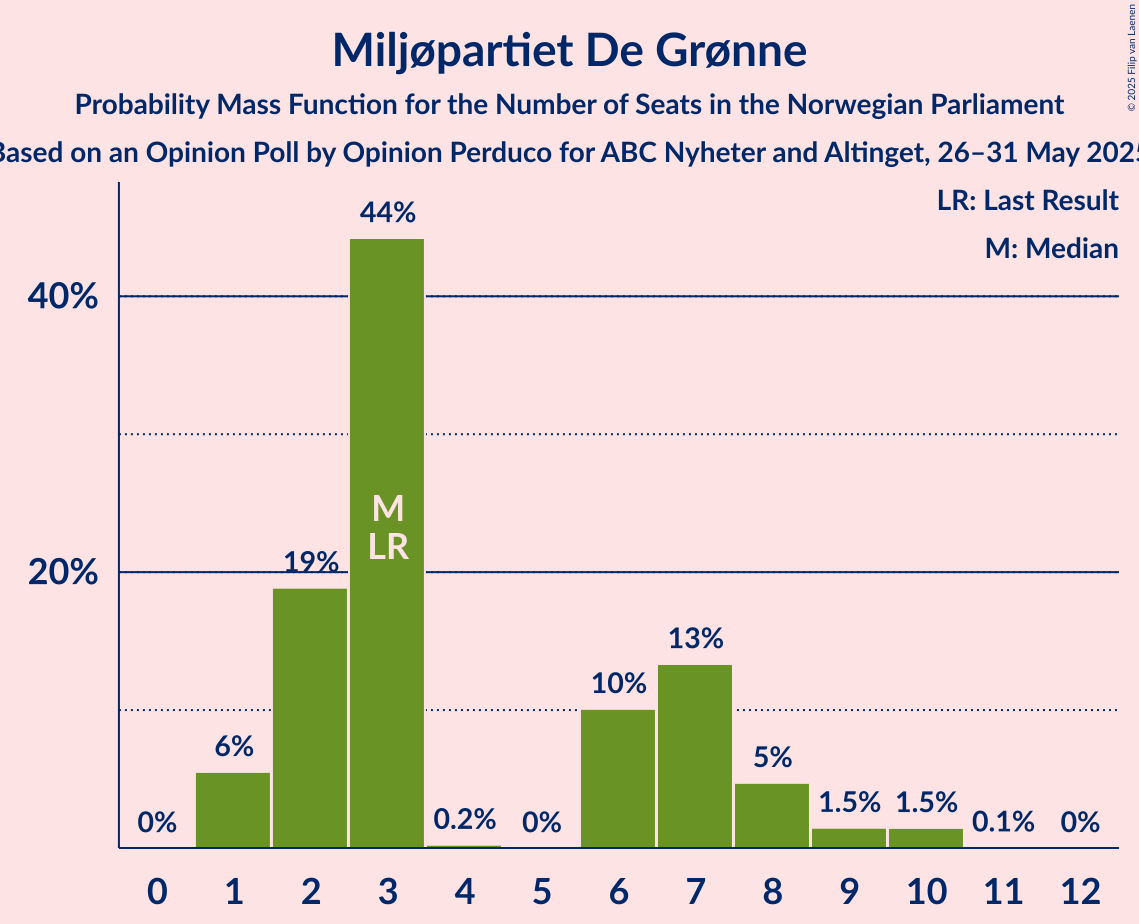 © 2025 Filip van Laenen
Miljøpartiet De Grønne
Probability Mass Function for the Number of Seats in the Norwegian Parliament
Based on an Opinion Poll by Opinion Perduco for ABC Nyheter and Altinget, 26–31 May 2025
LR: Last Result
M: Median
44%
40%
M
LR
19%
20%
13%
10%
6%
5%
1.5%
1.5%
0%
0.2%
0%
0.1%
0%
0 1 2 3 4 5 6 7 8 9 10 11 12